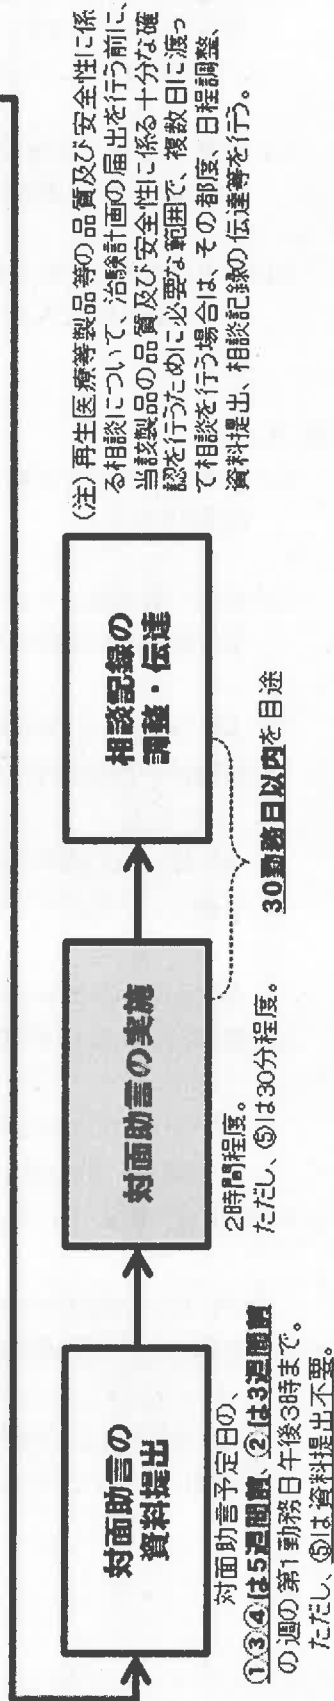 対面助言の
資料提出
対面助言予定日の、
①③④は5週間前、②は3週間前
の週の第1勤務日午後3時まで。
ただし、⑤は資料提出不要。
対面助言の実施
2時間程度。
ただし、⑤は30分程度。
相談記録の
調整・伝達
30勤務日以内を目途
(注)再生医療等製品等の品質及び安全性に係
る相談について、治験計画の届出を行う前に、
当該製品の品質及び安全性に係る十分な確
認を行うために必要な範囲で、複数日に渡っ
て相談を行う場合は、その都度、日程調整、
資料提出、相談記録の伝達等を行う。